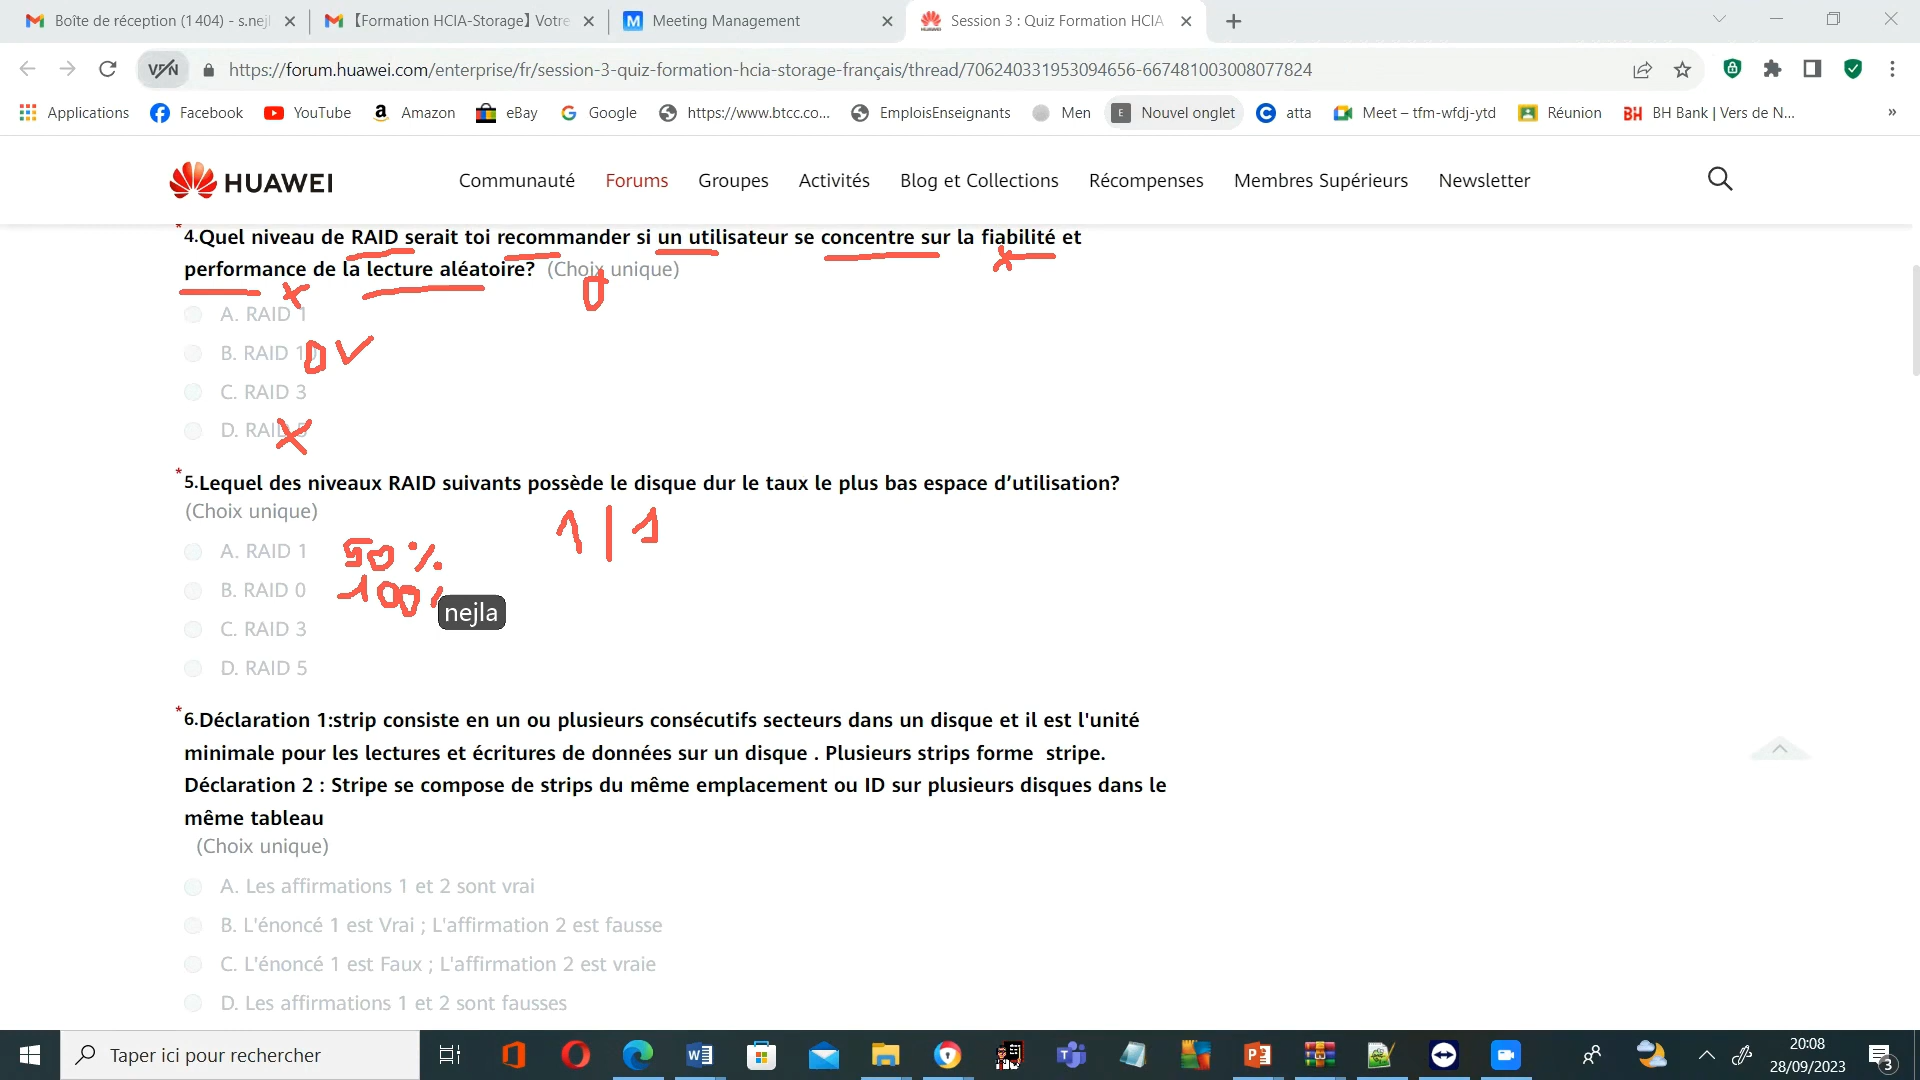 Boîte de réception (1 404) - s.nejl
【Formation HCIA-Storage】Votre
Meeting Management
Session 3 : Quiz Formation HCIA
VPN
https://forum.huawei.com/enterprise/fr/session-3-quiz-formation-hcia-storage-français/thread/706240331953094656-667481003008077824
Applications
Facebook
YouTube
Amazon
eBay
Google
https://www.btcc.co...
EmploisEnseignants
Men
Nouvel onglet
atta
Meet – tfm-wfdj-ytd
Réunion
BH Bank | Vers de N...
HUAWEI
Communauté
Forums
Groupes
Activités
Blog et Collections
Récompenses
Membres Supérieurs
Newsletter
*4.Quel niveau de RAID serait toi recommander si un utilisateur se concentre sur la fiabilité et
performance de la lecture aléatoire? (Choix unique)
A. RAID 1
B. RAID 10
C. RAID 3
D. RAID 5
*5.Lequel des niveaux RAID suivants possède le disque dur le taux le plus bas espace d’utilisation?
(Choix unique)
1 | 1
A. RAID 1
50 %
B. RAID 0
100
nejla
C. RAID 3
D. RAID 5
*6.Déclaration 1:strip consiste en un ou plusieurs consécutifs secteurs dans un disque et il est l'unité
minimale pour les lectures et écritures de données sur un disque . Plusieurs strips forme stripe.
Déclaration 2 : Stripe se compose de strips du même emplacement ou ID sur plusieurs disques dans le
même tableau
(Choix unique)
A. Les affirmations 1 et 2 sont vrai
B. L'énoncé 1 est Vrai ; L'affirmation 2 est fausse
C. L'énoncé 1 est Faux ; L'affirmation 2 est vraie
D. Les affirmations 1 et 2 sont fausses
Taper ici pour rechercher
20:08
28/09/2023
3